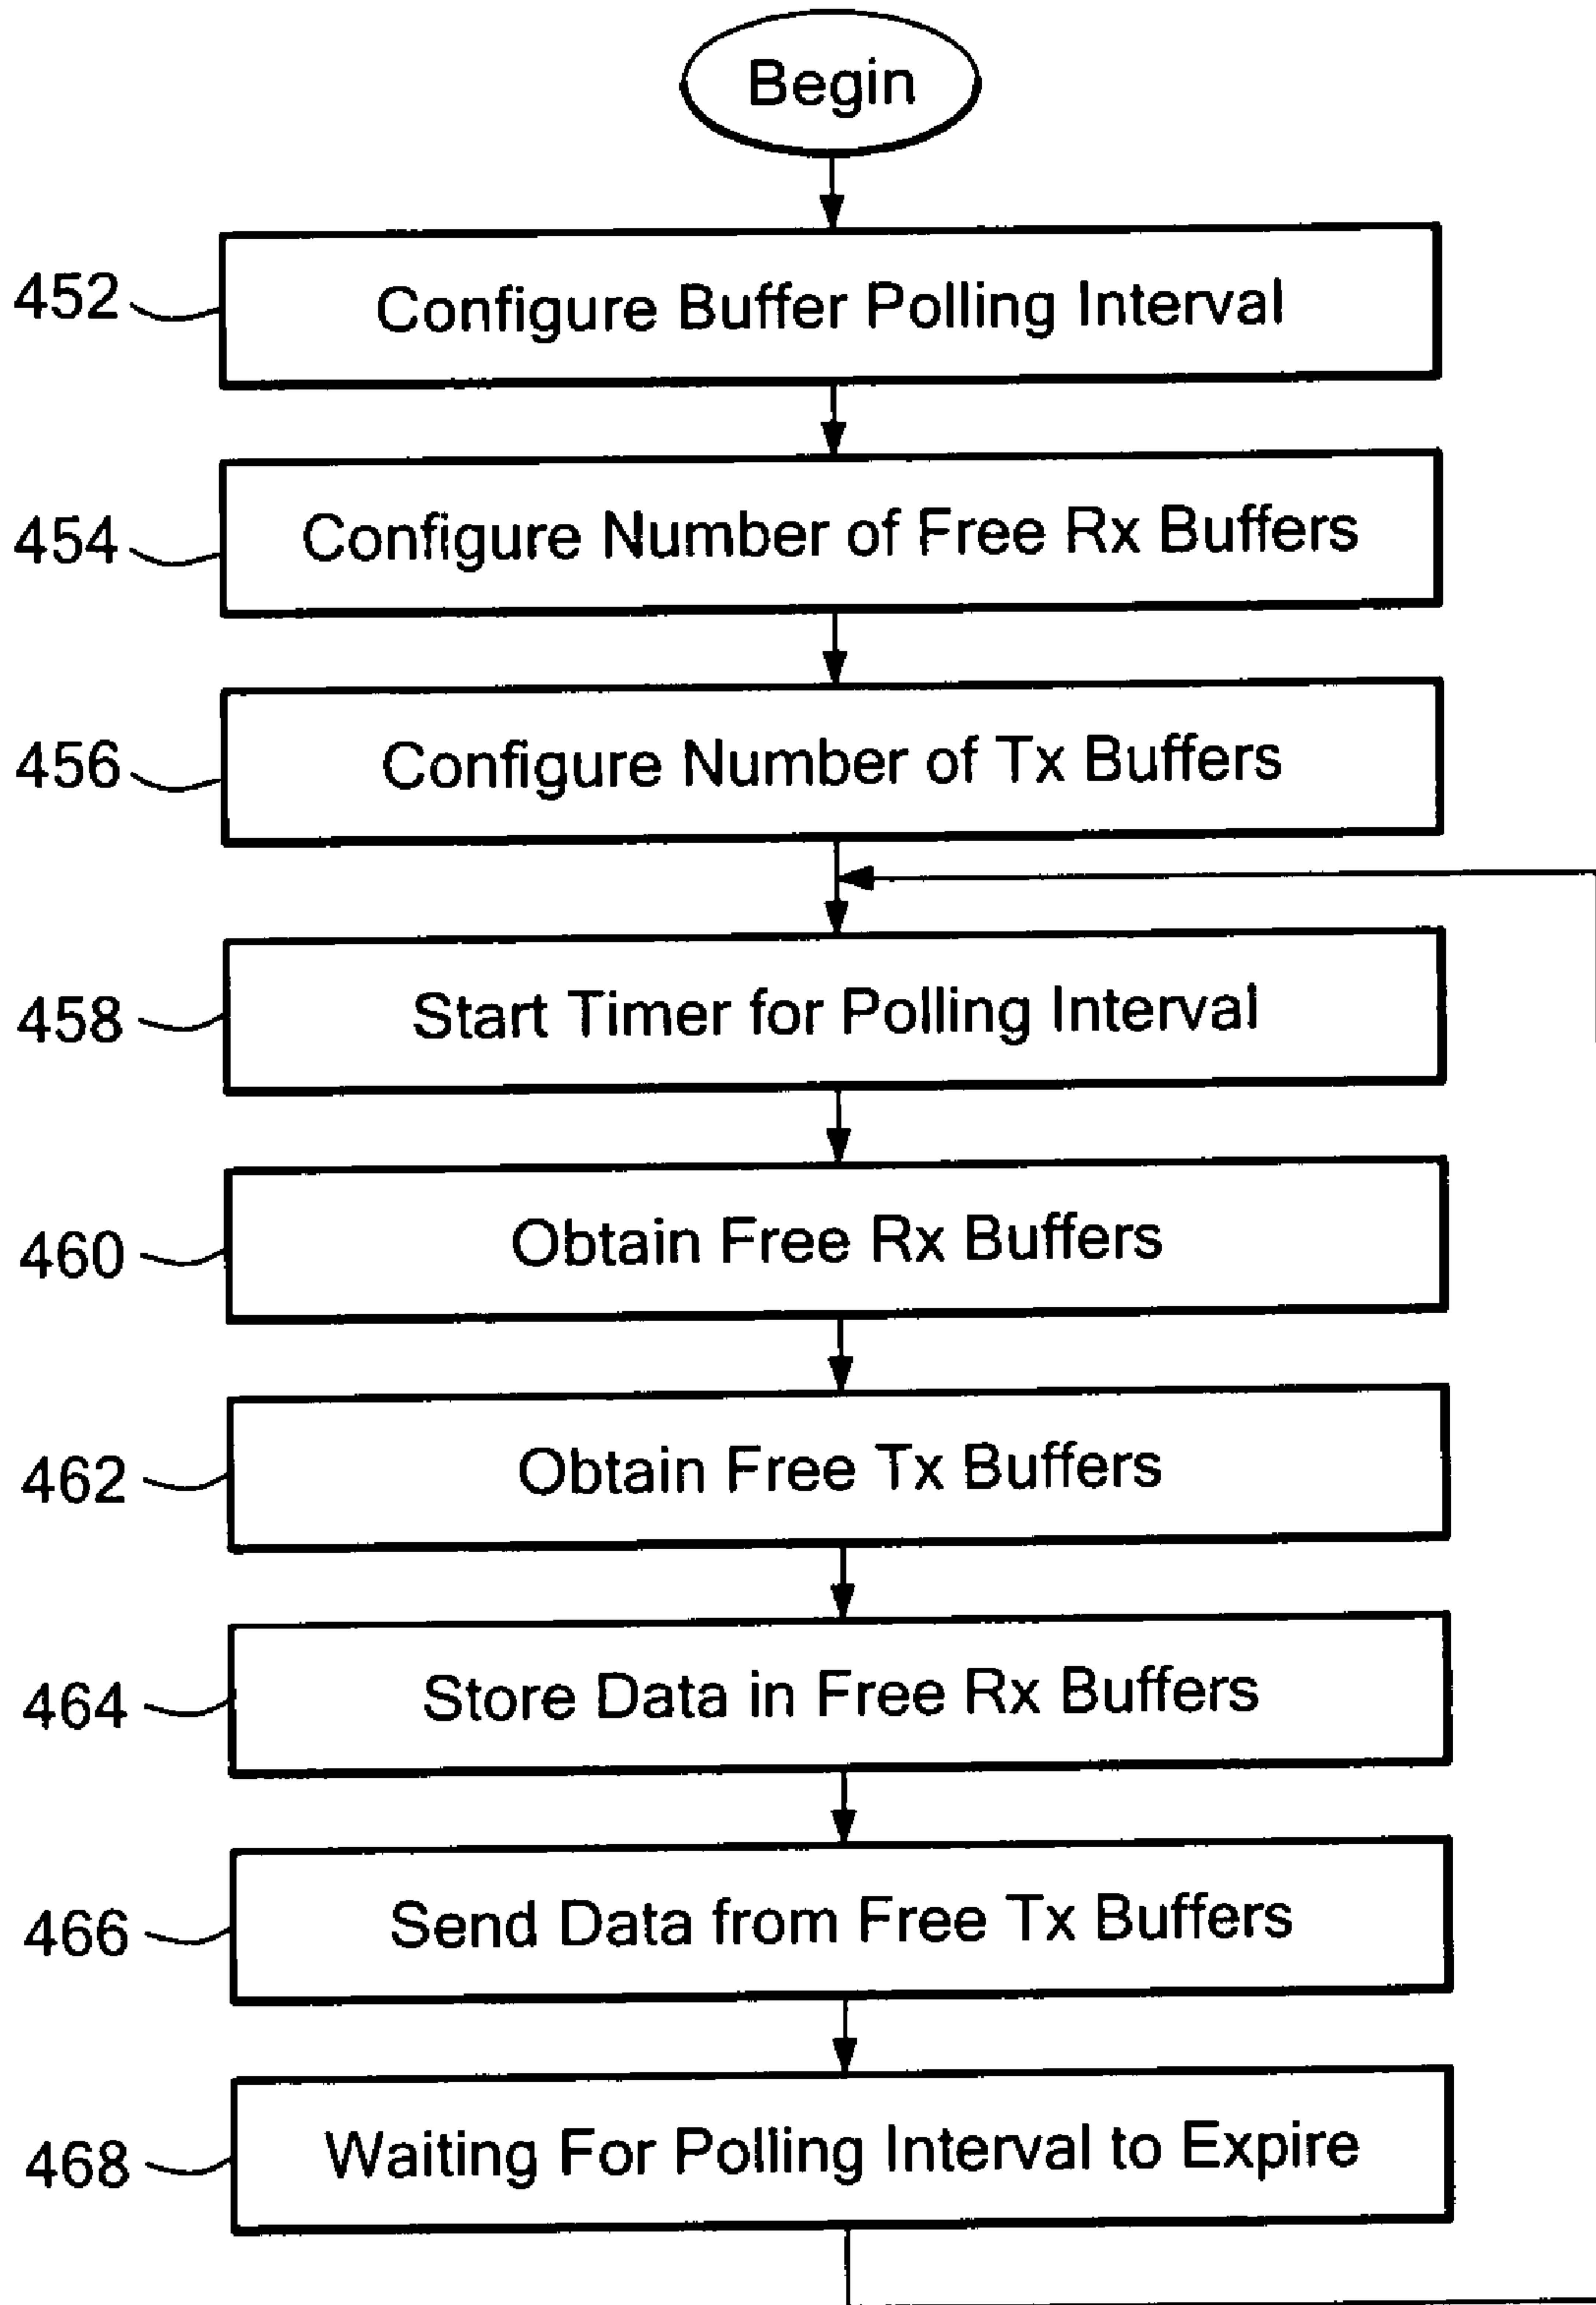 Begin
452 Configure Buffer Polling Interval
454 Configure Number of Free Rx Buffers
456 Configure Number of Tx Buffers
458 Start Timer for Polling Interval
460 Obtain Free Rx Buffers
462 Obtain Free Tx Buffers
464 Store Data in Free Rx Buffers
466 Send Data from Free Tx Buffers
468 Waiting For Polling Interval to Expire